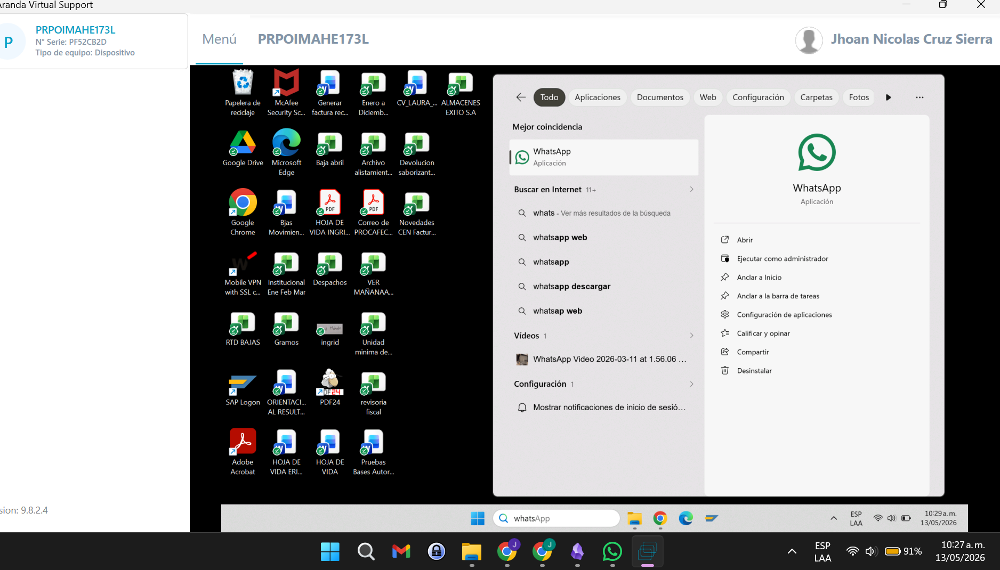 Aranda Virtual Support
P
PRPOIMAHE173L
N° Serie: PF52CB2D
Tipo de equipo: Dispositivo
Menú
PRPOIMAHE173L
Jhoan Nicolas Cruz Sierra
Papelera de
reciclaje
McAfee
Security Sc...
Generar
factura rec...
Enero a
Diciemb...
CV_LAURA_...
ALMACENES
EXITO S.A
Google Drive
Microsoft
Edge
Baja abril
Archivo
alistamient...
Devolucion
saborizant...
Google
Chrome
Bjas
Movimien...
PDF
HOJA DE
VIDA INGRI...
PDF
Correo de
PROCAFEC...
Novedades
CEN Factur...
Mobile VPN
with SSL c...
Institucional
Ene Feb Mar
Despachos
VER
MAÑANAA...
RTD BAJAS
Gramos
ingrid
Unidad
minima de...
SAP Logon
ORIENTACI...
AL RESULT...
PDF24
revisoria
fiscal
Adobe
Acrobat
HOJA DE
VIDA ERI...
HOJA DE
VIDA
Pruebas
Bases Autor...
Todo
Aplicaciones
Documentos
Web
Configuración
Carpetas
Fotos
Mejor coincidencia
WhatsApp
Aplicación
Buscar en Internet 11+
whats - Ver más resultados de la búsqueda
whatsapp web
whatsapp
whatsapp descargar
whatsap web
Vídeos 1
WhatsApp Video 2026-03-11 at 1.56.06 ...
Configuración 1
Mostrar notificaciones de inicio de sesió...
WhatsApp
Aplicación
Abrir
Ejecutar como administrador
Anclar a Inicio
Anclar a la barra de tareas
Configuración de aplicaciones
Calificar y opinar
Compartir
Desinstalar
sion: 9.8.2.4
whatsApp
ESP
LAA
10:29 a. m.
13/05/2026
J
J
ESP
LAA
91%
10:27 a. m.
13/05/2026